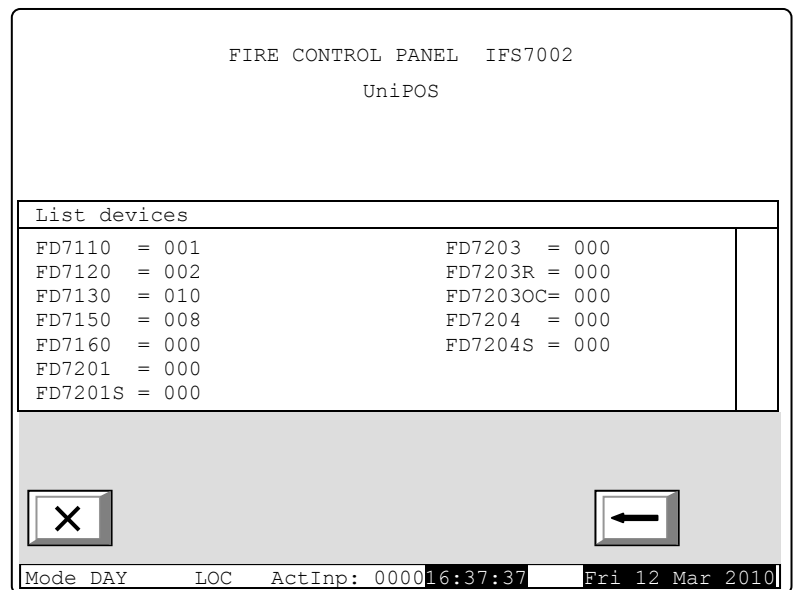 FIRE CONTROL PANEL IFS7002
UniPOS
List devices
FD7110 = 001
FD7120 = 002
FD7130 = 010
FD7150 = 008
FD7160 = 000
FD7201 = 000
FD7201S = 000
FD7203 = 000
FD7203R = 000
FD7203OC= 000
FD7204 = 000
FD7204S = 000
Mode DAY LOC ActInp: 0000 16:37:37 Fri 12 Mar 2010